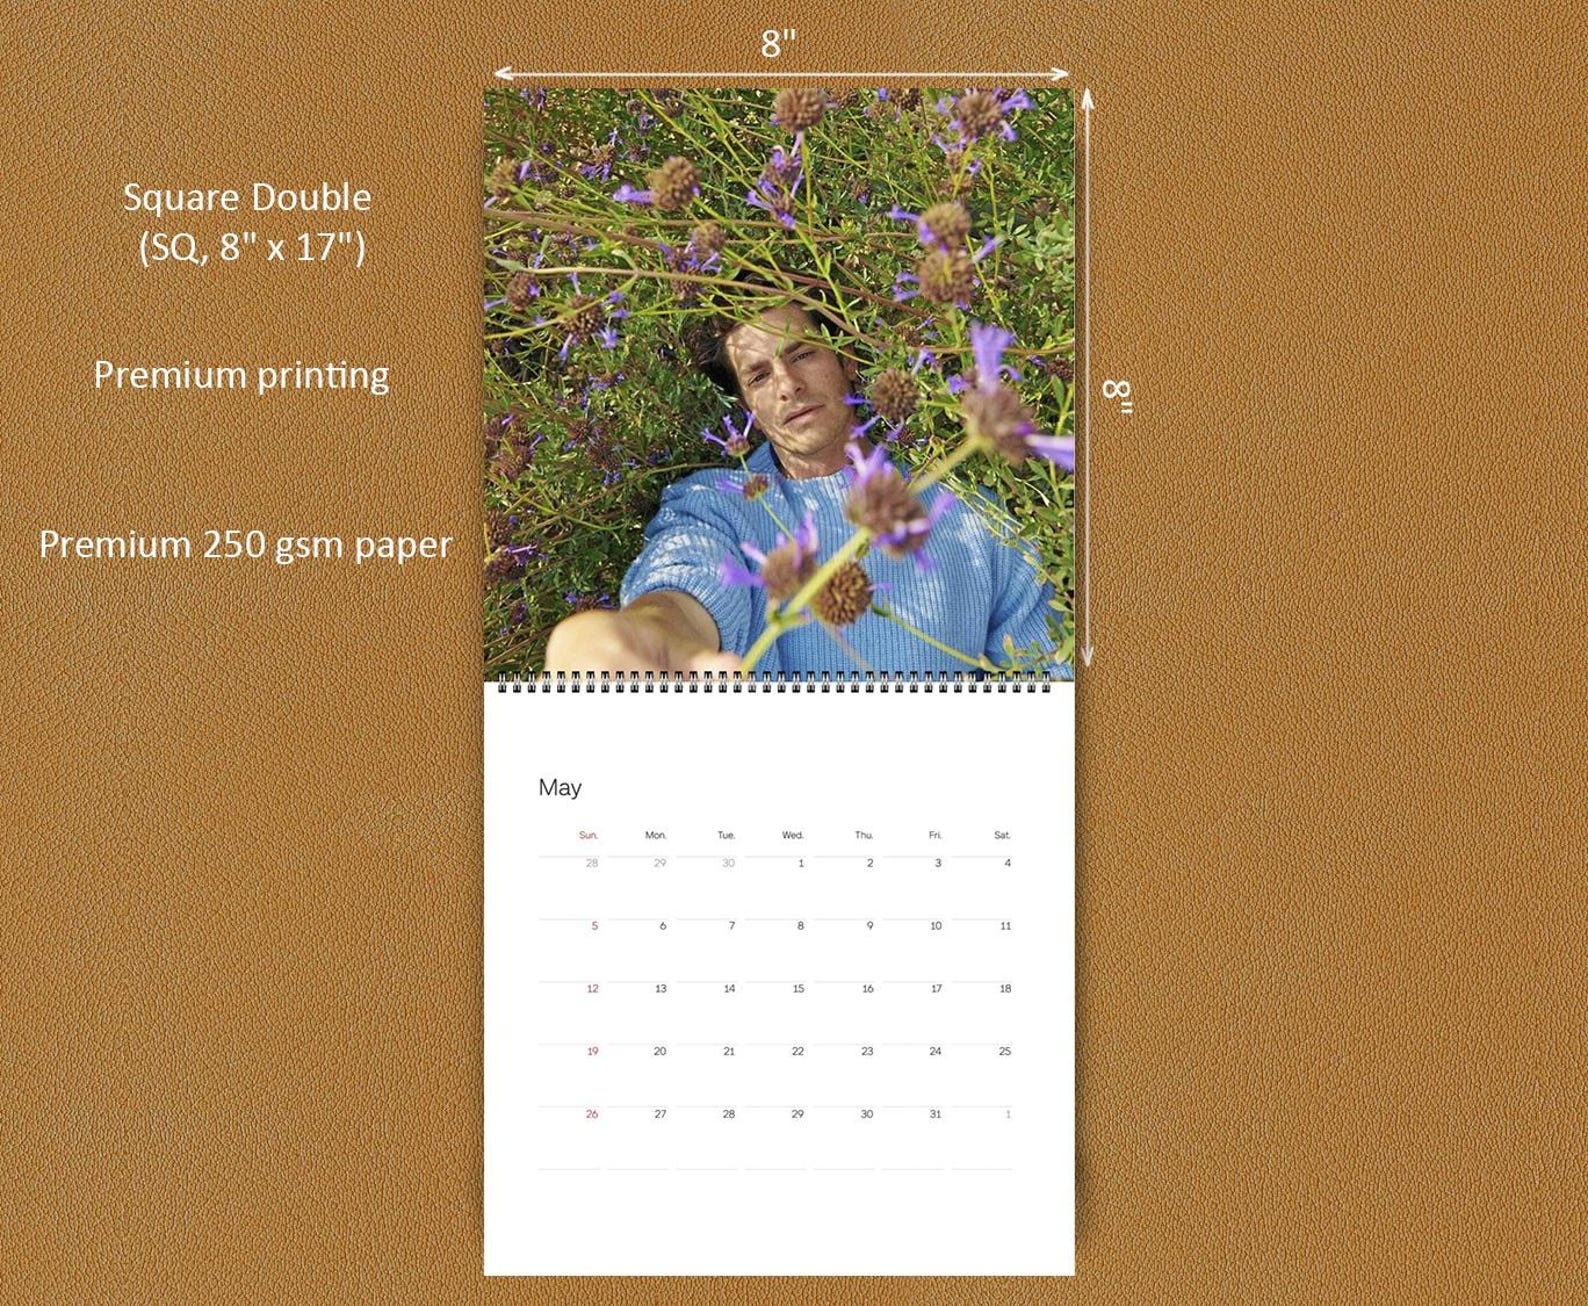 8"
Square Double
(SQ, 8" x 17")
8"
Premium printing
Premium 250 gsm paper
May
Sun. Mon. Tue. Wed. Thu. Fri. Sat.
28 29 30 1 2 3 4
5 6 7 8 9 10 11
12 13 14 15 16 17 18
19 20 21 22 23 24 25
26 27 28 29 30 31 1